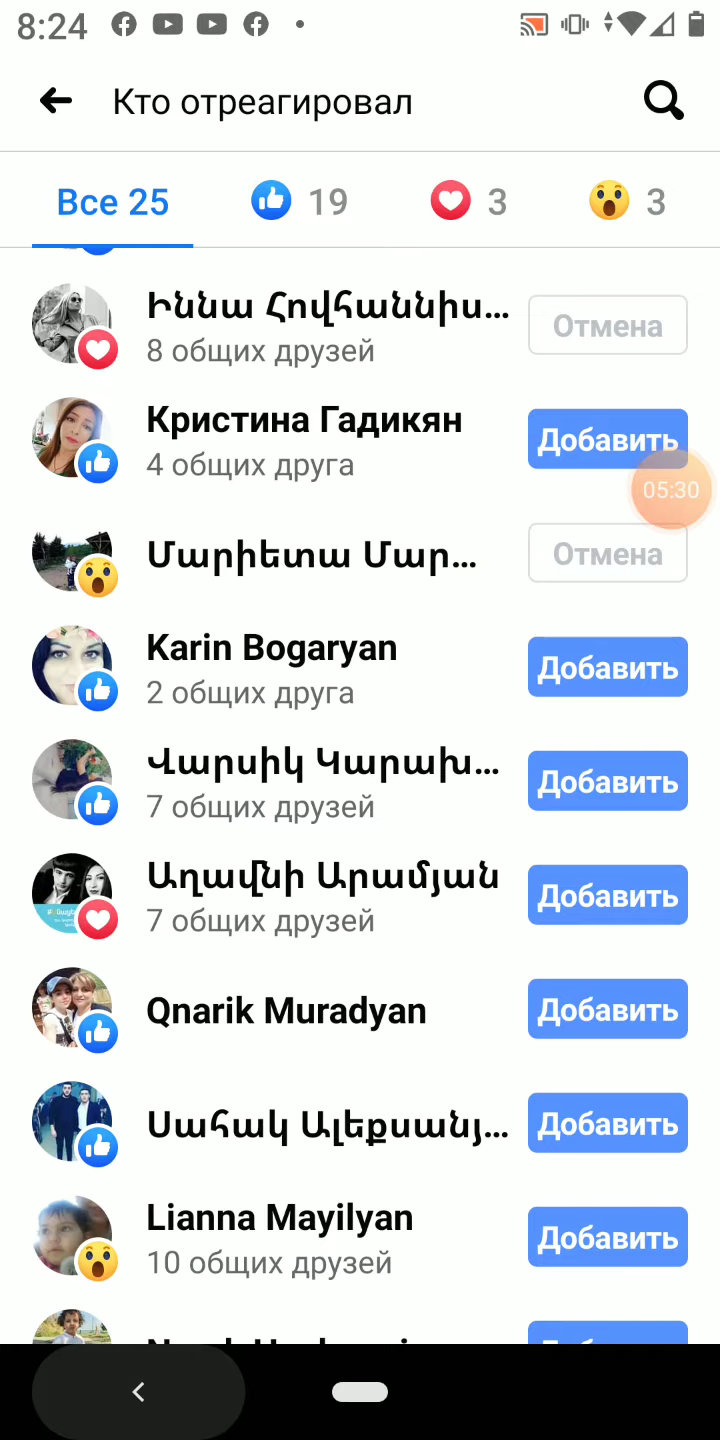 8:24
Кто отреагировал
Все 25
19
3
3
Իննա Հովհաննիս...
8 общих друзей
Отмена
Кристина Гадикян
4 общих друга
Добавить
05:30
Մարիետա Մար...
Отмена
Karin Bogaryan
2 общих друга
Добавить
Վարսիկ Կարախ...
7 общих друзей
Добавить
Աղավնի Արամյան
7 общих друзей
Добавить
Qnarik Muradyan
Добавить
Սահակ Ալեքսանյ...
Добавить
Lianna Mayilyan
10 общих друзей
Добавить